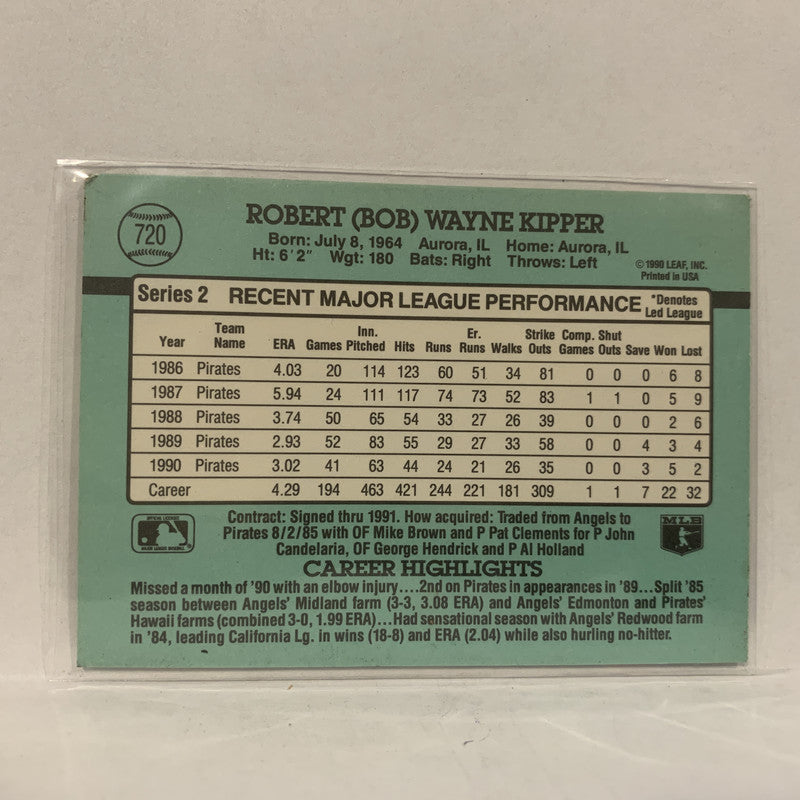 720
ROBERT (BOB) WAYNE KIPPER
Born: July 8, 1964 Aurora, IL Home: Aurora, IL
Ht: 6'2" Wgt: 180 Bats: Right Throws: Left
©1990 LEAF, INC.
Printed in USA
Series 2 RECENT MAJOR LEAGUE PERFORMANCE *Denotes Led League
Year Team Name ERA Games Inn. Pitched Hits Runs Er. Runs Walks Strike Outs Comp. Games Shut Outs Save Won Lost
1986 Pirates 4.03 20 114 123 60 51 34 81 0 0 0 6 8
1987 Pirates 5.94 24 111 117 74 73 52 83 1 1 0 5 9
1988 Pirates 3.74 50 65 54 33 27 26 39 0 0 0 2 6
1989 Pirates 2.93 52 83 55 29 27 33 58 0 0 4 3 4
1990 Pirates 3.02 41 63 44 24 21 26 35 0 0 3 5 2
Career 4.29 194 463 421 244 221 181 309 1 1 7 22 32
Contract: Signed thru 1991. How acquired: Traded from Angels to
Pirates 8/2/85 with OF Mike Brown and P Pat Clements for P John
Candelaria, OF George Hendrick and P Al Holland
OFFICIAL LICENSEE
MAJOR LEAGUE BASEBALL
MLB
CAREER HIGHLIGHTS
Missed a month of '90 with an elbow injury....2nd on Pirates in appearances in '89...Split '85
season between Angels' Midland farm (3-3, 3.08 ERA) and Angels' Edmonton and Pirates'
Hawaii farms (combined 3-0, 1.99 ERA)...Had sensational season with Angels' Redwood farm
in '84, leading California Lg. in wins (18-8) and ERA (2.04) while also hurling no-hitter.